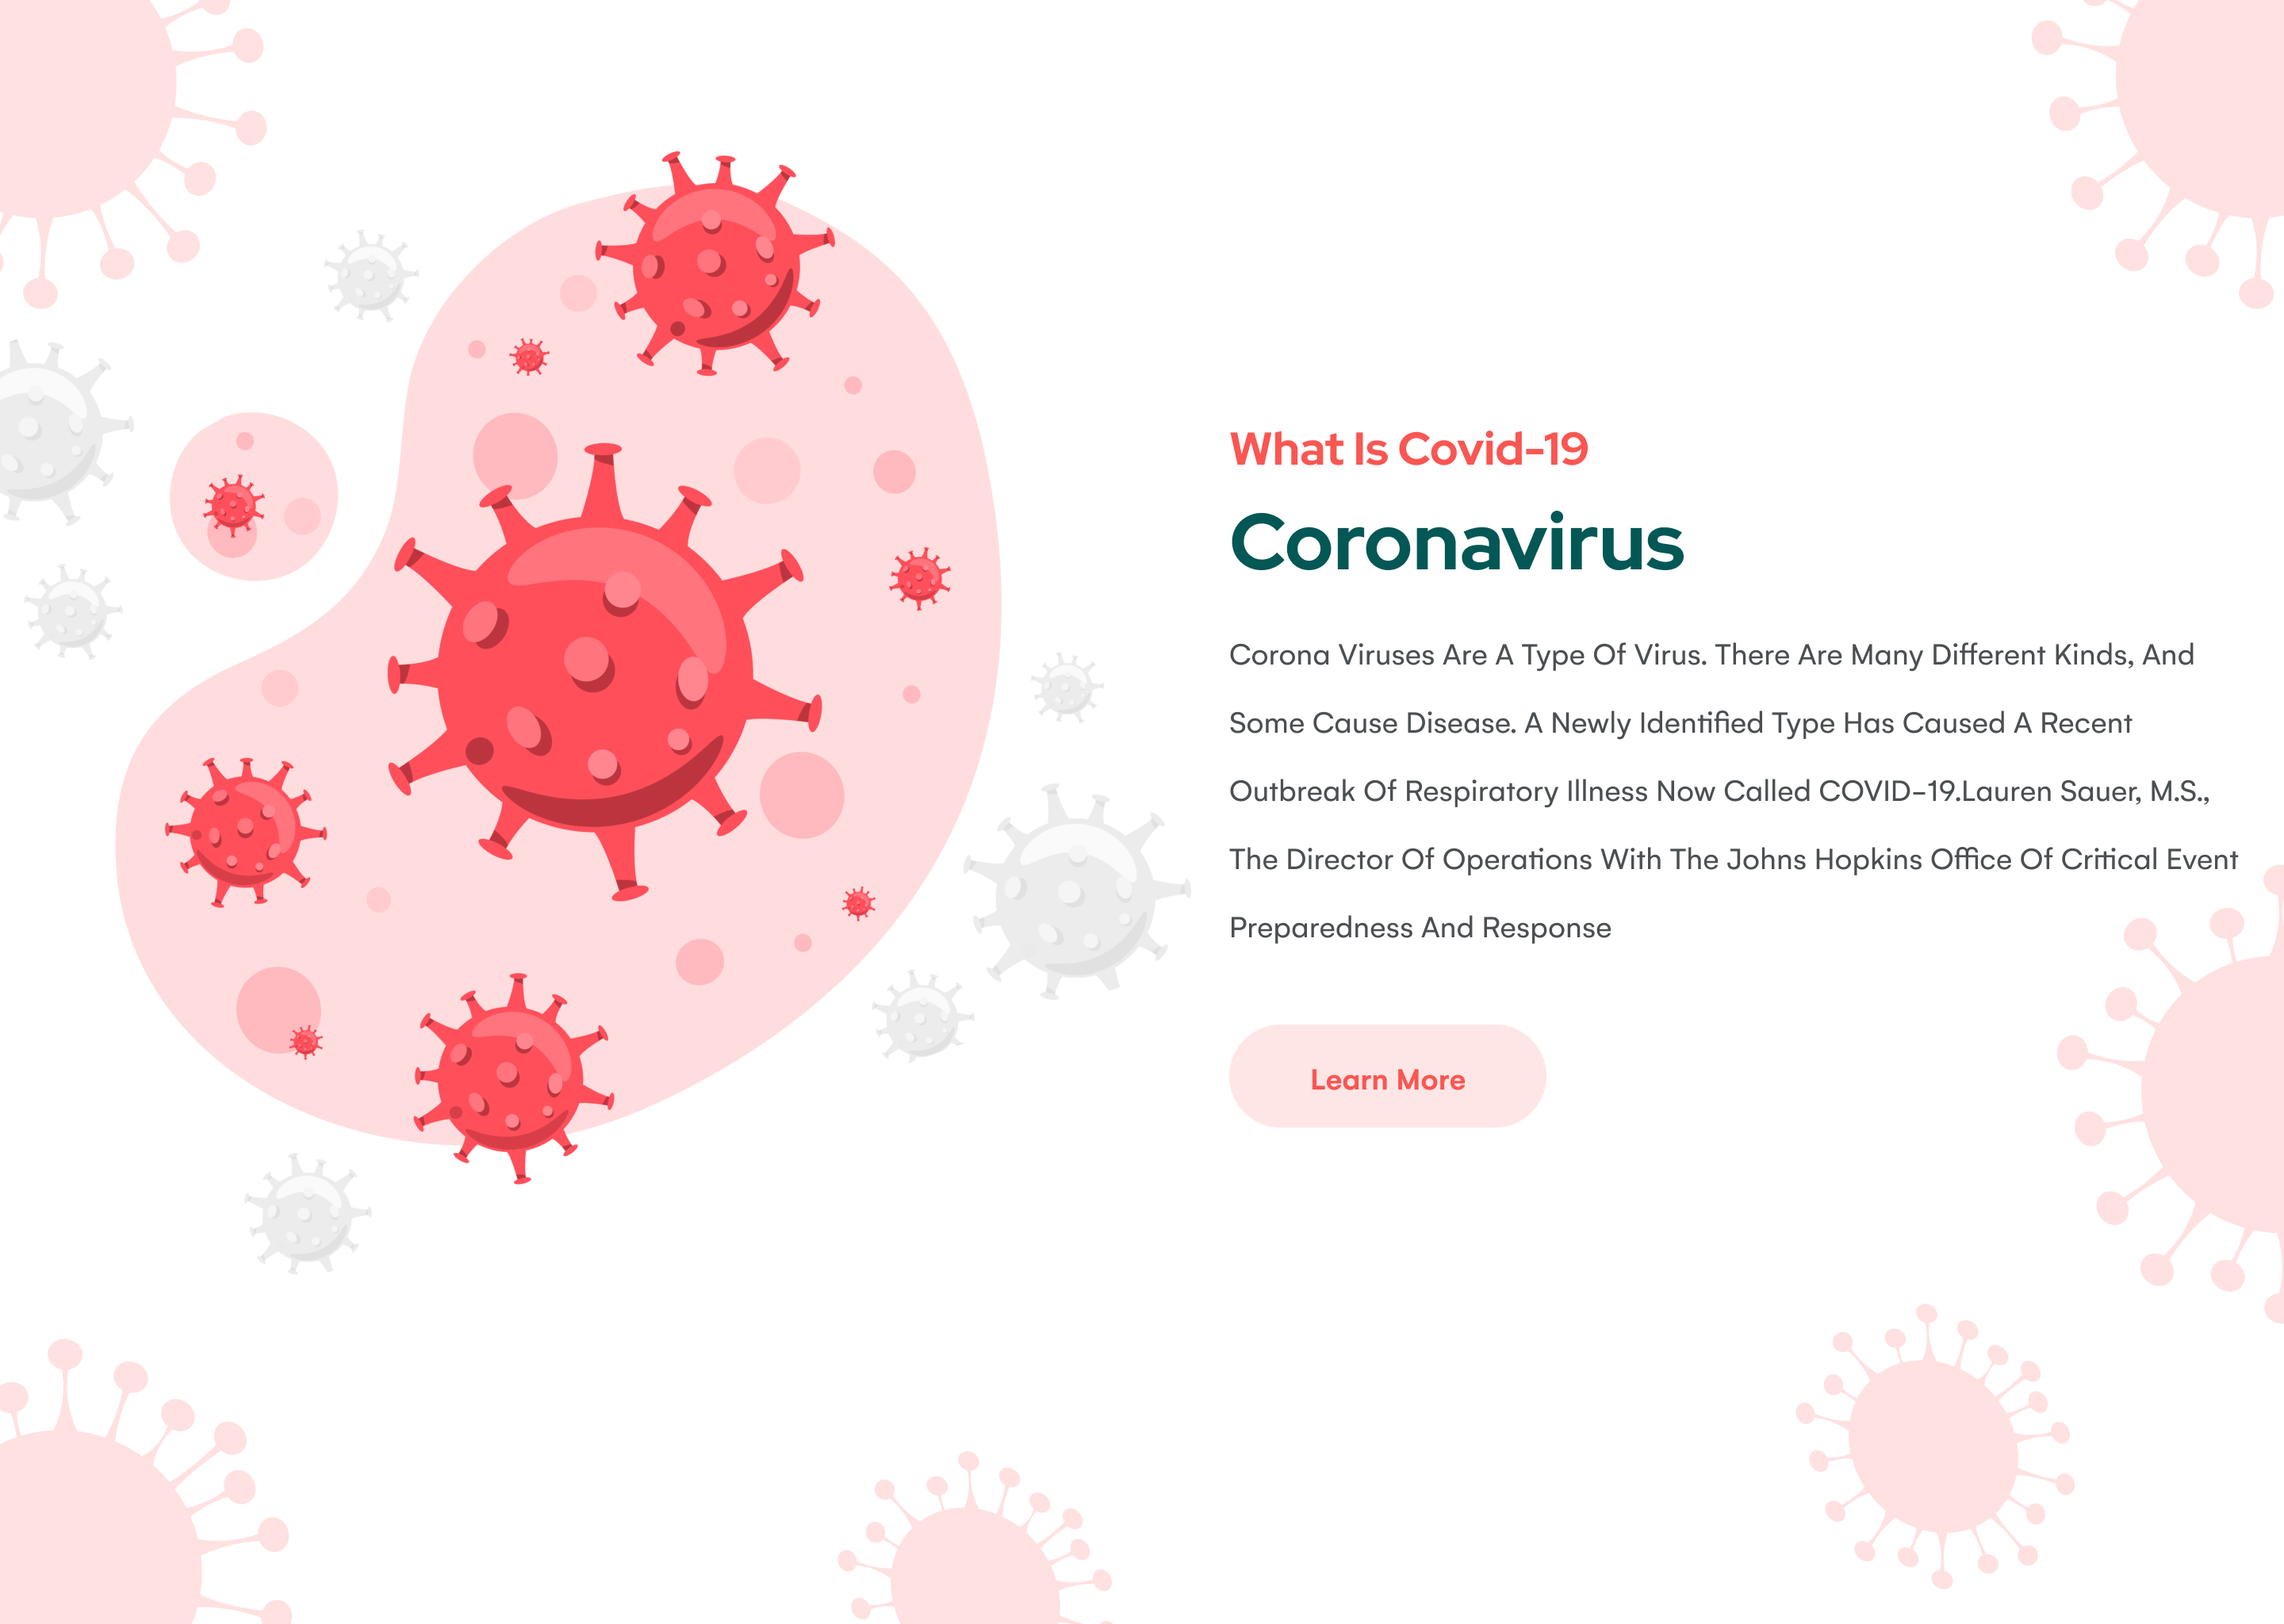 What Is Covid-19
Coronavirus
Corona Viruses Are A Type Of Virus. There Are Many Different Kinds, And
Some Cause Disease. A Newly Identified Type Has Caused A Recent
Outbreak Of Respiratory Illness Now Called COVID-19.Lauren Sauer, M.S.,
The Director Of Operations With The Johns Hopkins Office Of Critical Event
Preparedness And Response
Learn More